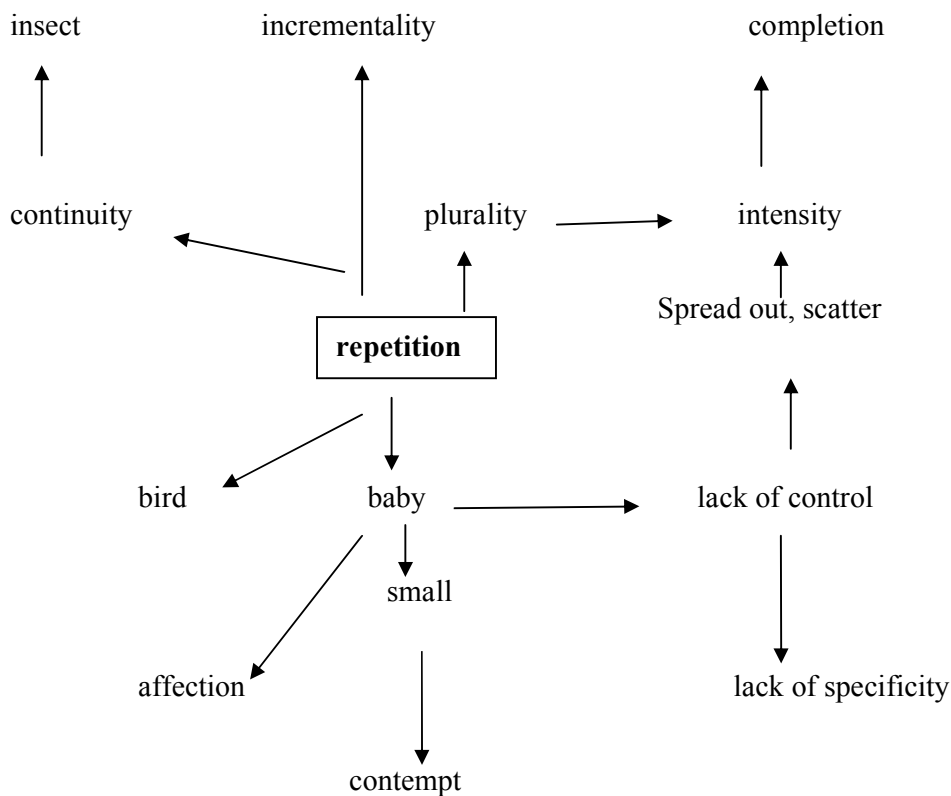 insect incrementality completion
continuity plurality intensity
Spread out, scatter
repetition
bird baby lack of control
small
affection lack of specificity
contempt